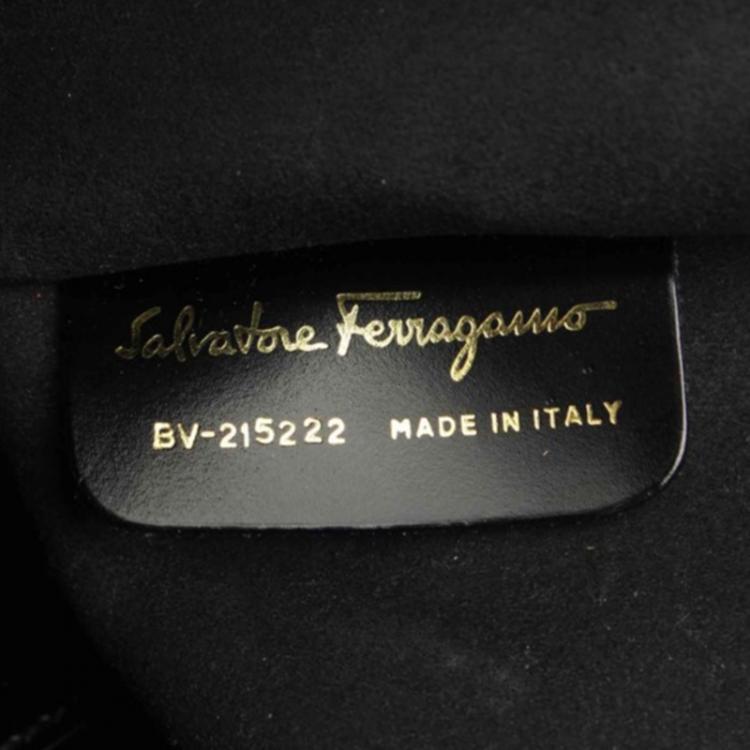 Salvatore Ferragamo
BV-215222 MADE IN ITALY